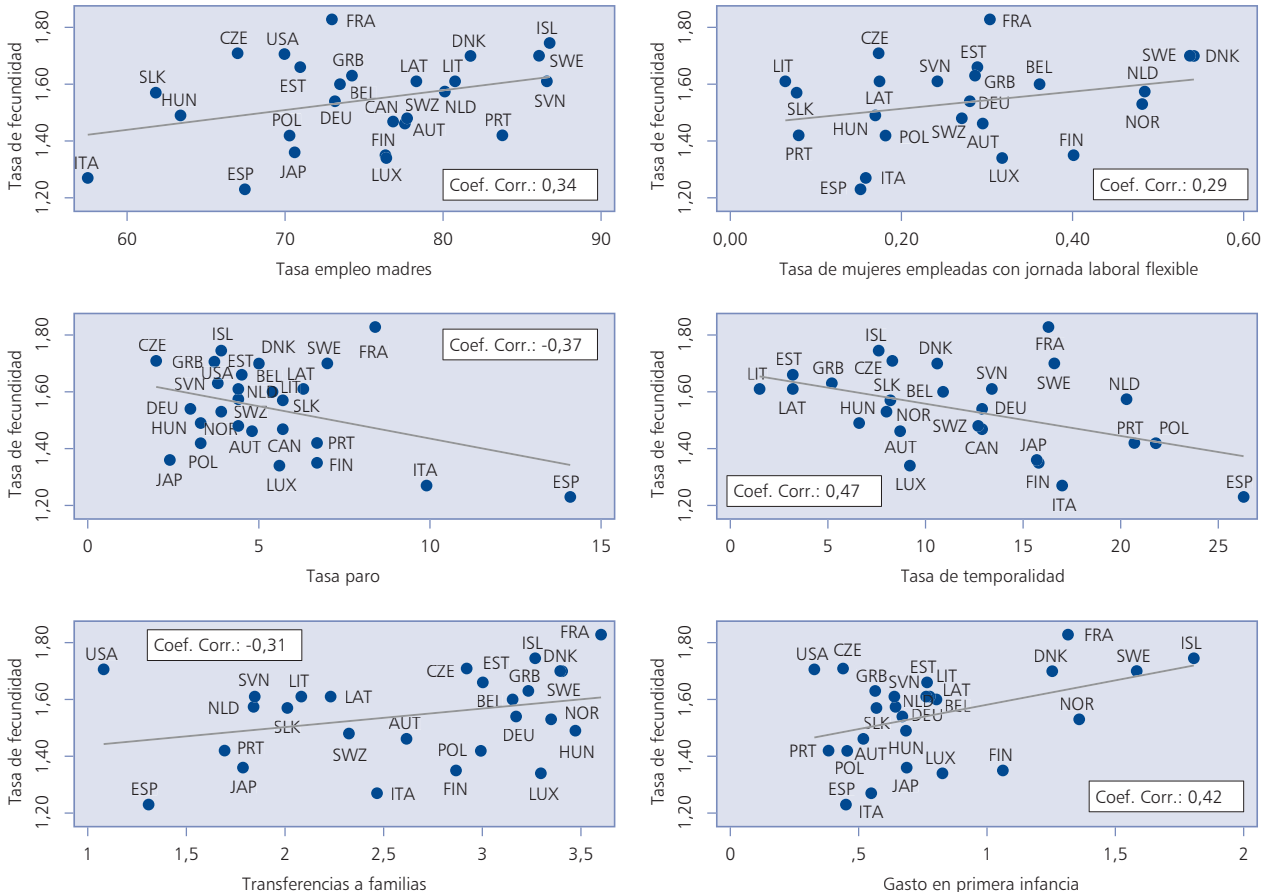 Tasa de fecundidad
1,80
1,60
1,40
1,20
FRA
ISL
CZE
USA
DNK
GRB
LAT
LIT
SWE
SLK
EST
BEL
HUN
DEU
CAN
SWZ
NLD
SVN
POL
AUT
PRT
FIN
ITA
JAP
ESP
LUX
Coef. Corr.: 0,34
60 70 80 90
Tasa empleo madres
Tasa de fecundidad
1,80
1,60
1,40
1,20
FRA
CZE
EST
SWE DNK
LIT
SVN
GRB
BEL
NLD
SLK
LAT
DEU
NOR
HUN
POL
SWZ
AUT
PRT
FIN
ESP
ITA
LUX
Coef. Corr.: 0,29
0,00 0,20 0,40 0,60
Tasa de mujeres empleadas con jornada laboral flexible
Tasa de fecundidad
1,80
1,60
1,40
1,20
CZE
ISL
DNK
SWE
FRA
GRB
EST
USA
BEL
LAT
SVN
NLD
LIT
SLK
DEU
SWZ
HUN
NOR
AUT
CAN
PRT
POL
FIN
JAP
LUX
ITA
ESP
Coef. Corr.: -0,37
0 5 10 15
Tasa paro
Tasa de fecundidad
1,80
1,60
1,40
1,20
ISL
FRA
EST
GRB
CZE
DNK
SVN
SWE
LIT
LAT
SLK
BEL
NLD
HUN
NOR
DEU
SWZ
PRT
POL
AUT
CAN
JAP
LUX
FIN
ITA
ESP
Coef. Corr.: 0,47
0 5 10 15 20 25
Tasa de temporalidad
Tasa de fecundidad
1,80
1,60
1,40
1,20
Coef. Corr.: -0,31
FRA
USA
ISL
DNK
CZE
EST
GRB
SVN
LIT
LAT
SWE
NLD
BEL
SLK
NOR
AUT
DEU
PRT
SWZ
POL
HUN
JAP
FIN
LUX
ESP
ITA
1 1,5 2 2,5 3 3,5
Transferencias a familias
Tasa de fecundidad
1,80
1,60
1,40
1,20
FRA
USA
CZE
DNK
SWE
ISL
GRB
SVN
EST
LIT
LAT
NLD
BEL
SLK
DEU
NOR
PRT
AUT
HUN
POL
LUX
FIN
ESP
JAP
ITA
Coef. Corr.: 0,42
0 ,5 1 1,5 2
Gasto en primera infancia